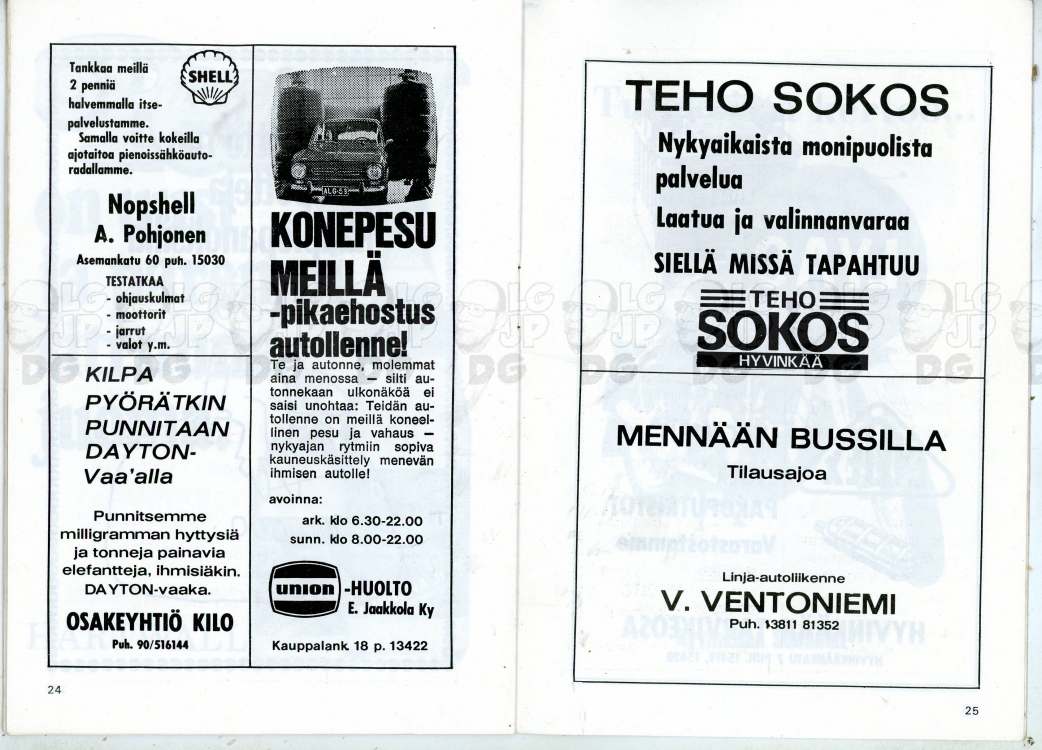 Tankkaa meillä
2 penniä
halvemmalla itse-
palvelustamme.
Samalla voitte kokeilla
ajotaitoa pienoissähköauto-
radallamme.
SHELL
Nopshell
A. Pohjonen
Asemankatu 60 puh. 15030
TESTATKAA
- ohjauskulmat
- moottorit
- jarrut
- valot y.m.
KILPA
PYÖRÄTKIN
PUNNITAAN
DAYTON-
Vaa'alla
Punnitsemme
milligramman hyttysiä
ja tonneja painavia
elefantteja, ihmisiäkin.
DAYTON-vaaka.
OSAKEYHTIÖ KILO
Puh. 90/516144
ALG-59
KONEPESU
MEILLÄ
-pikaehostus
autollenne!
Te ja autonne, molemmat
aina menossa — silti au-
tonnekaan ulkonäköä ei
saisi unohtaa: Teidän au-
tollenne on meillä koneel-
linen pesu ja vahaus —
nykyajan rytmiin sopiva
kauneuskäsittely menevän
ihmisen autolle!
avoinna:
ark. klo 6.30-22.00
sunn. klo 8.00-22.00
union -HUOLTO
E. Jaakkola Ky
Kauppalank. 18 p. 13422
24
TEHO SOKOS
Nykyaikaista monipuolista
palvelua
Laatua ja valinnanvaraa
SIELLÄ MISSÄ TAPAHTUU
TEHO
SOKOS
HYVINKÄÄ
MENNÄÄN BUSSILLA
Tilausajoa
Linja-autoliikenne
V. VENTONIEMI
Puh. 13811 81352
25